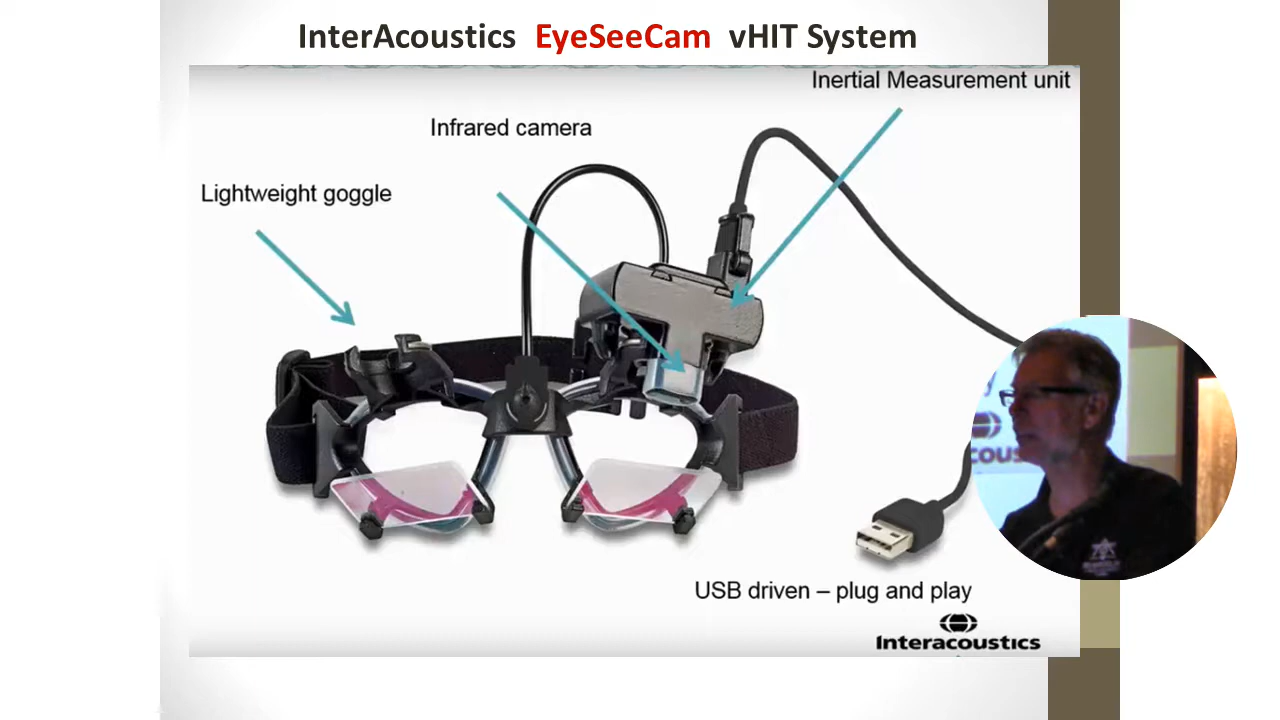 InterAcoustics EyeSeeCam vHIT System
Inertial Measurement unit
Infrared camera
Lightweight goggle
USB driven – plug and play
Interacoustics